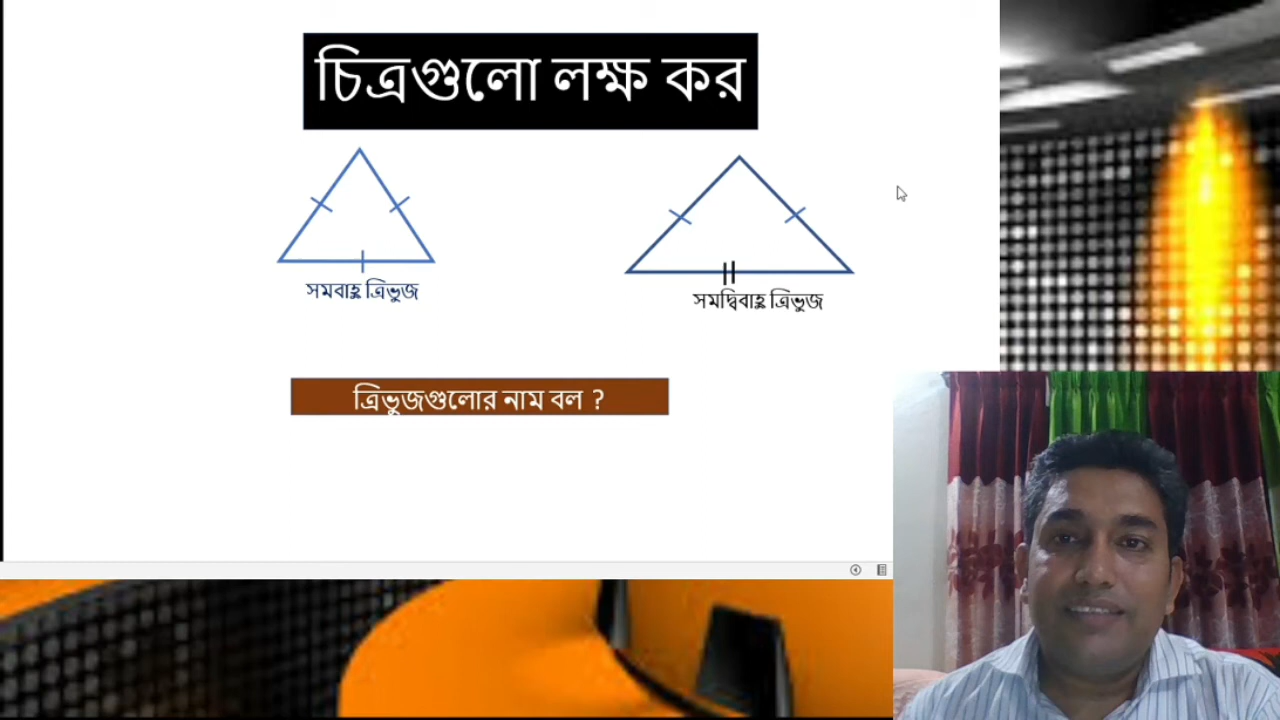 চিত্রগুলো লক্ষ কর
সমবাহু ত্রিভুজ
সমদ্বিবাহু ত্রিভুজ
ত্রিভুজগুলোর নাম বল ?